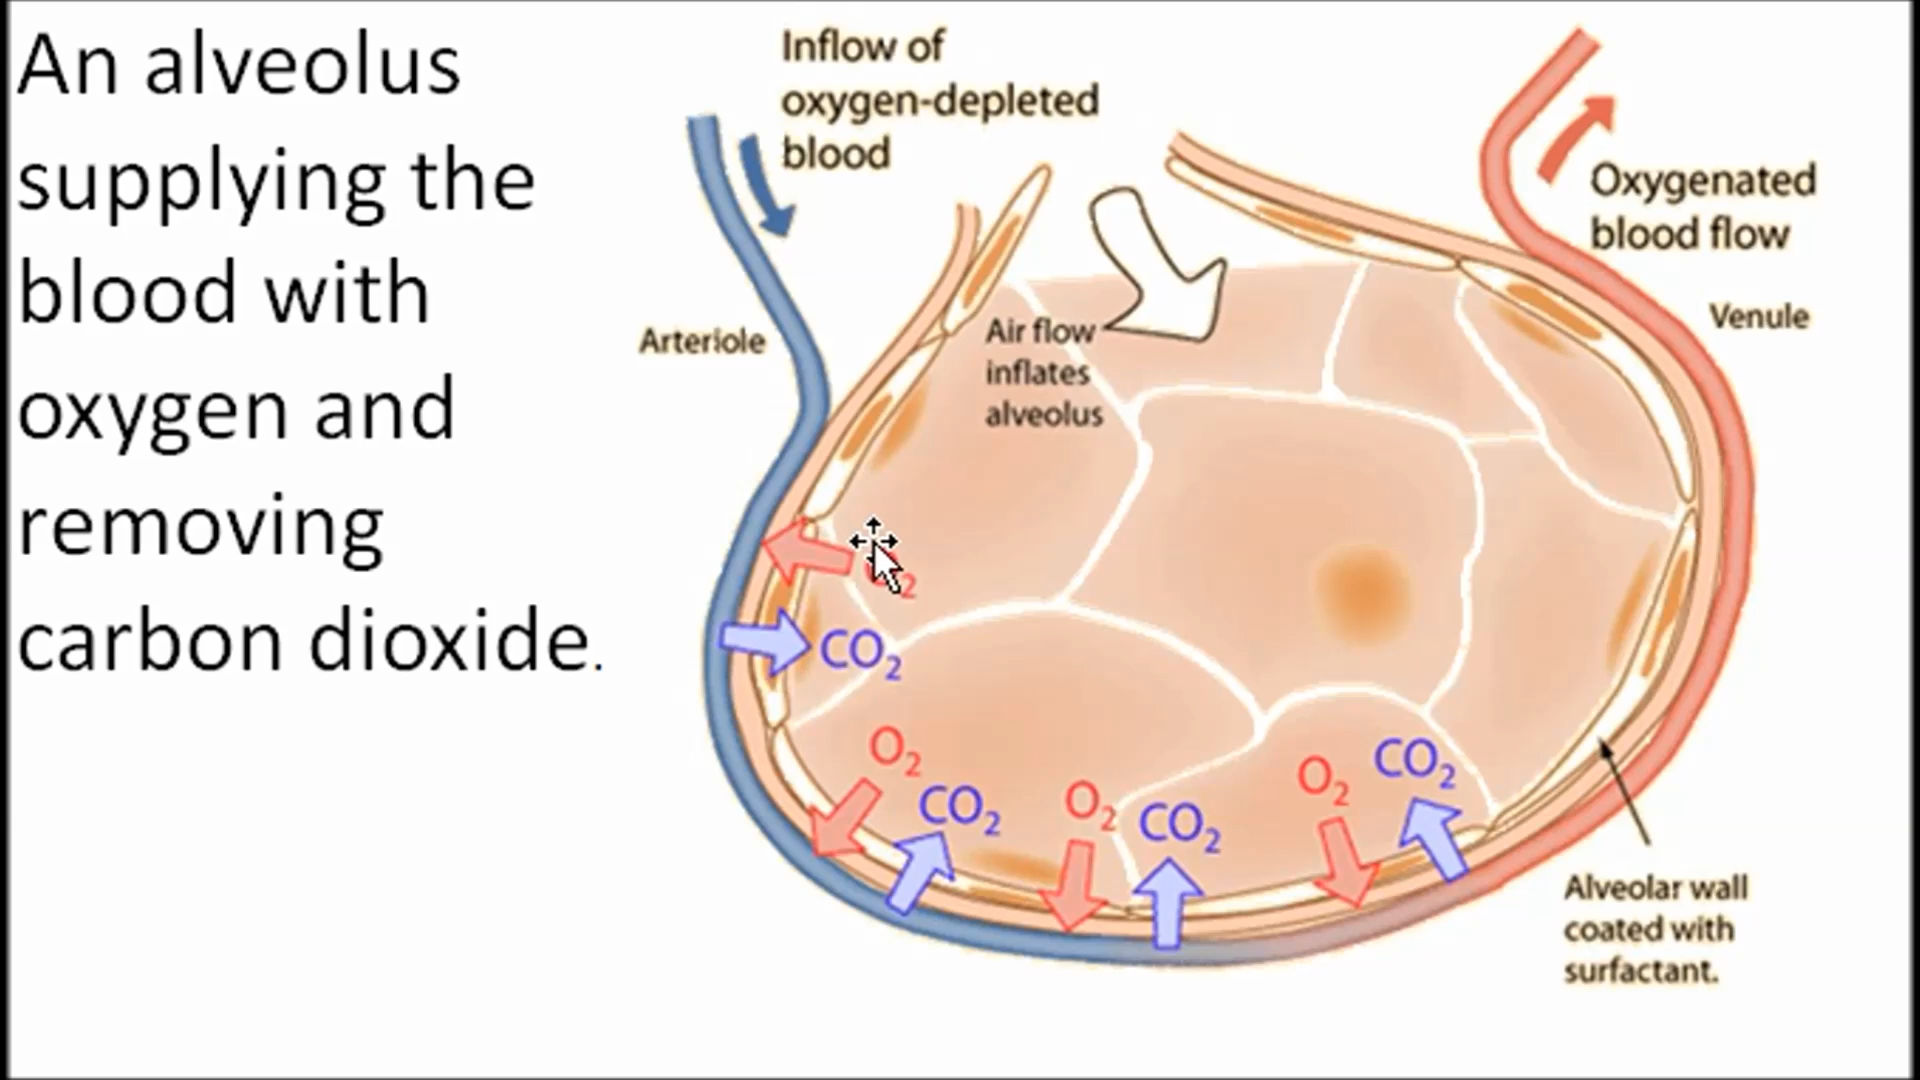 An alveolus
supplying the
blood with
oxygen and
removing
carbon dioxide.
Inflow of
oxygen-depleted
blood
Oxygenated
blood flow
Venule
Arteriole
Air flow
inflates
alveolus
CO2
O2
CO2
O2
CO2
O2
CO2
Alveolar wall
coated with
surfactant.